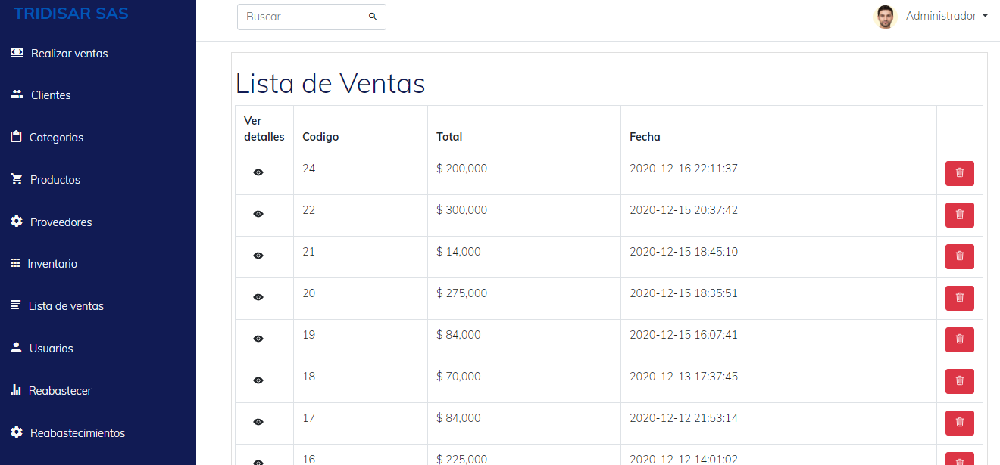 TRIDISAR SAS
Buscar
Administrador
Realizar ventas
Clientes
Categorias
Productos
Proveedores
Inventario
Lista de ventas
Usuarios
Reabastecer
Reabastecimientos
Lista de Ventas
Ver
detalles Codigo Total Fecha
24 $ 200,000 2020-12-16 22:11:37
22 $ 300,000 2020-12-15 20:37:42
21 $ 14,000 2020-12-15 18:45:10
20 $ 275,000 2020-12-15 18:35:51
19 $ 84,000 2020-12-15 16:07:41
18 $ 70,000 2020-12-13 17:37:45
17 $ 84,000 2020-12-12 21:53:14
16 $ 225,000 2020-12-12 14:01:02